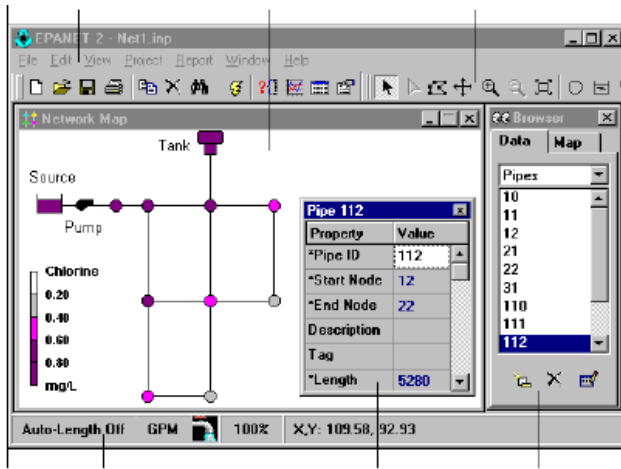 EPANET 2 - Net1.inp
File Edit View Project Report Window Help
Network Map
Tank
Source
Pump
Chlorine
0.20
0.40
0.60
0.80
mg/L
Pipe 112
Property Value
*Pipe ID 112
*Start Node 12
*End Node 22
Description
Tag
*Length 5280
Browser
Data Map
Pipes
10
11
12
21
22
31
110
111
112
Auto-Length Off GPM 100% X,Y: 109.58, 92.93